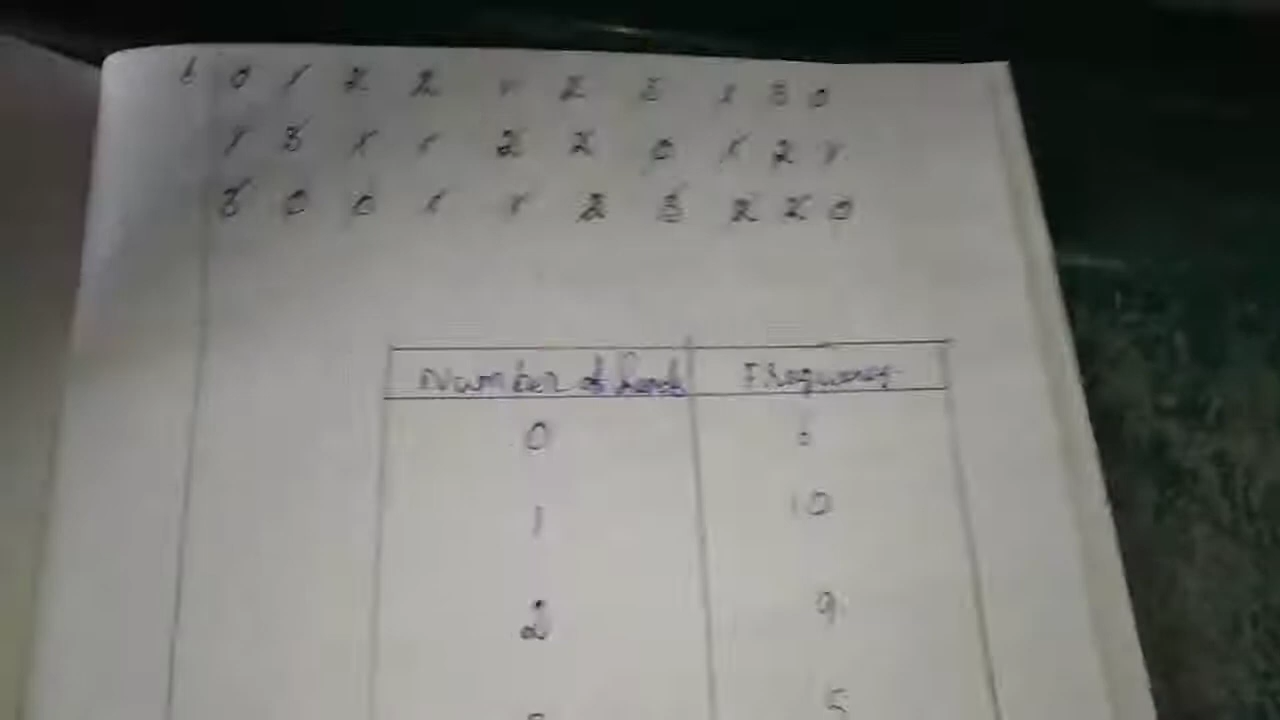 0 1 2 2 1 2 3 1 3 0
1 3 1 1 2 2 0 1 2 1
3 0 0 1 1 2 3 2 2 0
Number of heads Frequency
0 6
1 10
2 9
5